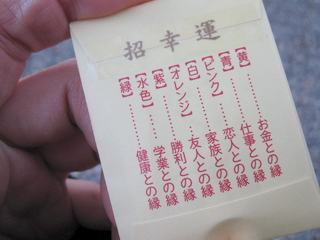 招幸運
【黄】………お金との縁
【青】………仕事との縁
【ピンク】……恋人との縁
【白】………家族との縁
【オレンジ】…友人との縁
【紫】………勝利との縁
【水色】……学業との縁
【緑】………健康との縁